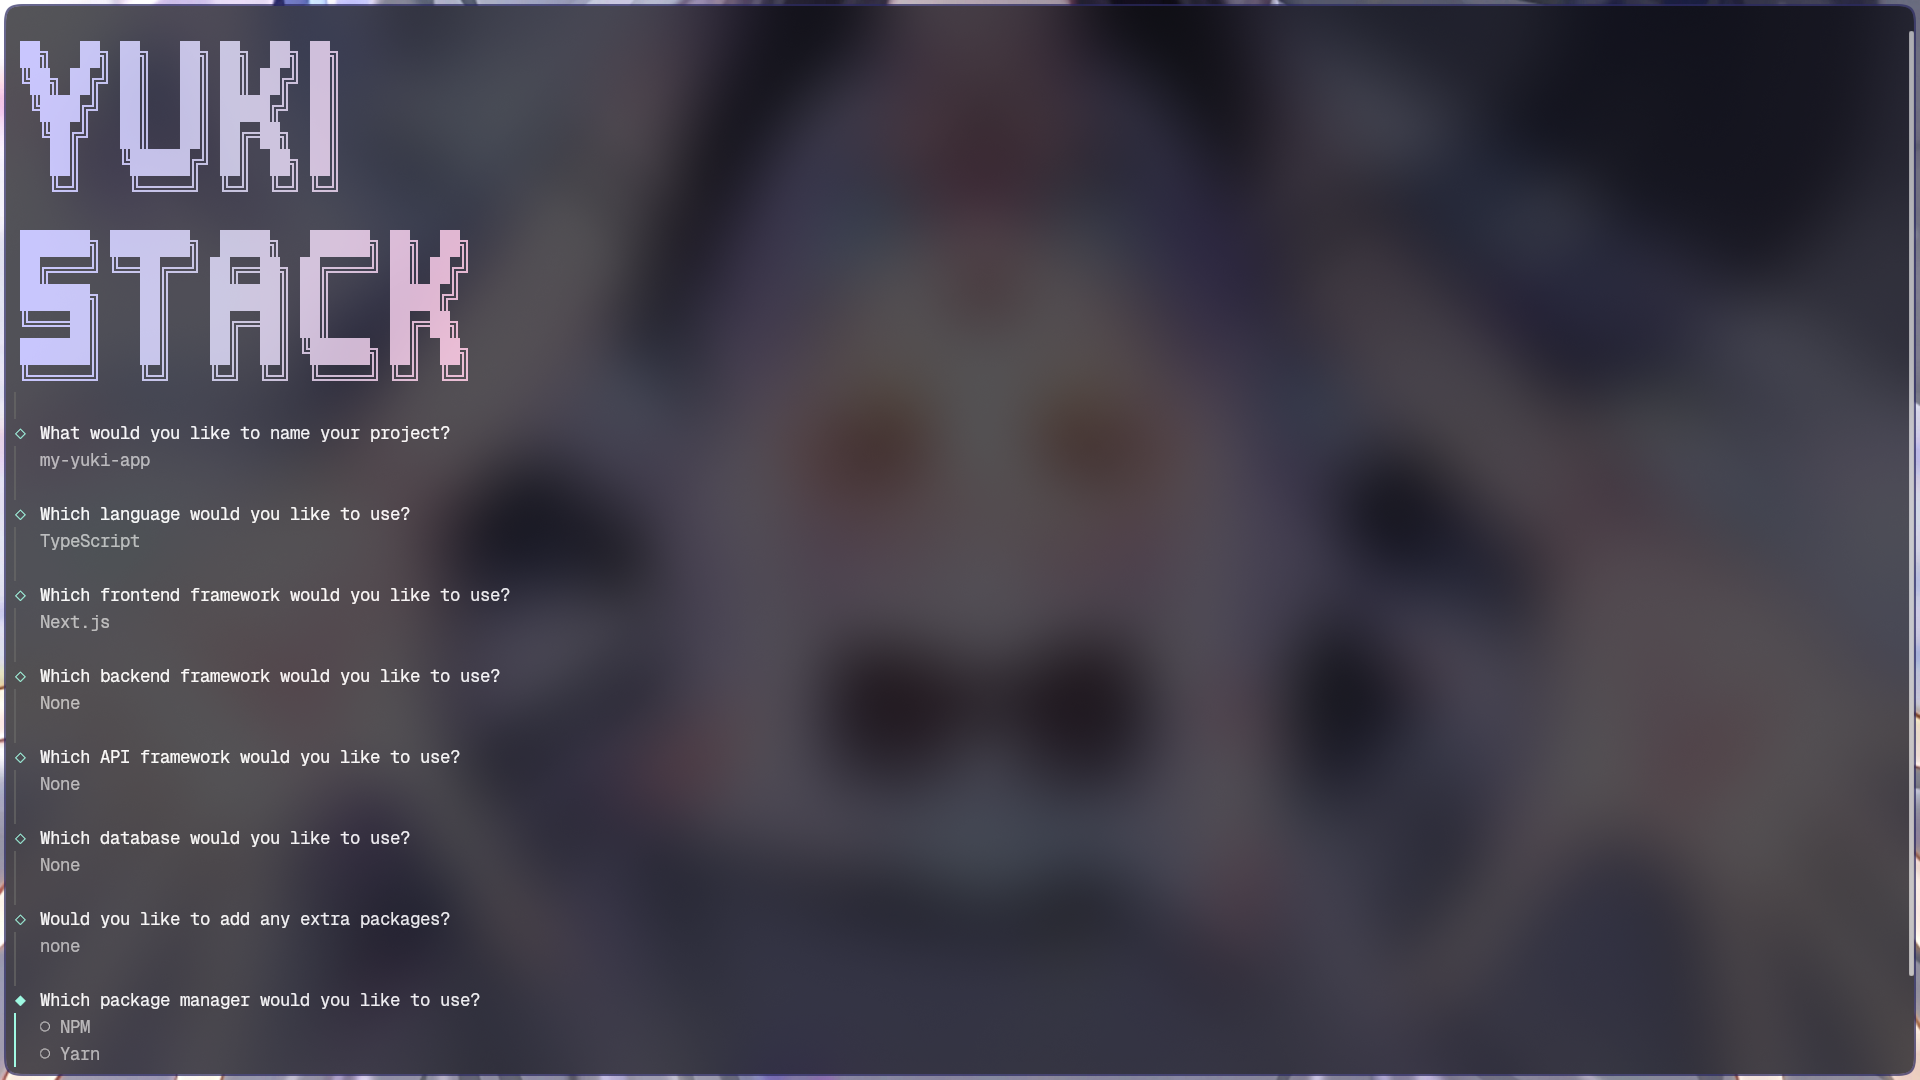 YUKI
STACK
What would you like to name your project?
my-yuki-app
Which language would you like to use?
TypeScript
Which frontend framework would you like to use?
Next.js
Which backend framework would you like to use?
None
Which API framework would you like to use?
None
Which database would you like to use?
None
Would you like to add any extra packages?
none
Which package manager would you like to use?
NPM
Yarn